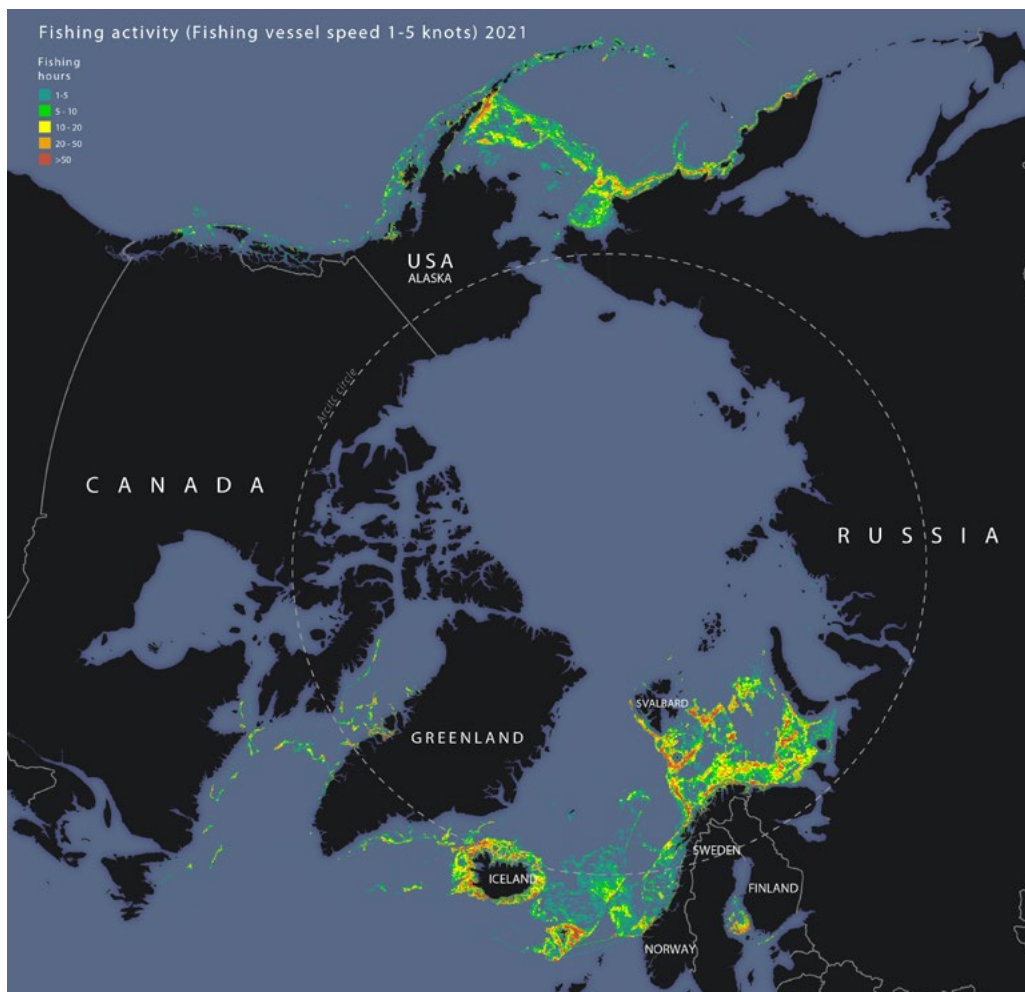 Fishing activity (Fishing vessel speed 1-5 knots) 2021
Fishing
hours
1-5
5 - 10
10 - 20
20 - 50
>50
USA
ALASKA
Arcitc circle
CANADA
RUSSIA
SVALBARD
GREENLAND
SWEDEN
ICELAND
FINLAND
NORWAY